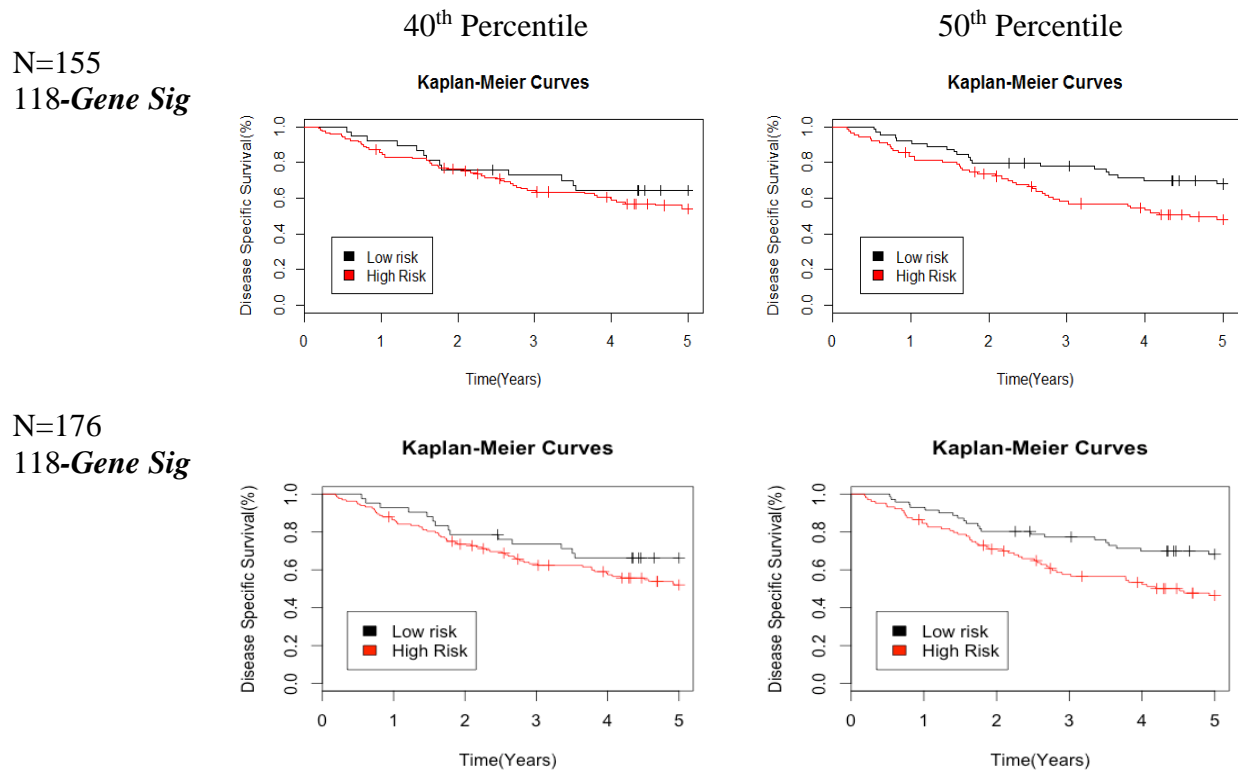 40th Percentile
50th Percentile
N=155
118-Gene Sig
Kaplan-Meier Curves
Disease Specific Survival(%)
1.0
0.8
0.6
0.4
0.2
0.0
Low risk
High Risk
0 1 2 3 4 5
Time(Years)
Kaplan-Meier Curves
Disease Specific Survival(%)
1.0
0.8
0.6
0.4
0.2
0.0
Low risk
High Risk
0 1 2 3 4 5
Time(Years)
N=176
118-Gene Sig
Kaplan-Meier Curves
Disease Specific Survival(%)
1.0
0.8
0.6
0.4
0.2
0.0
Low risk
High Risk
0 1 2 3 4 5
Time(Years)
Kaplan-Meier Curves
Disease Specific Survival(%)
1.0
0.8
0.6
0.4
0.2
0.0
Low risk
High Risk
0 1 2 3 4 5
Time(Years)